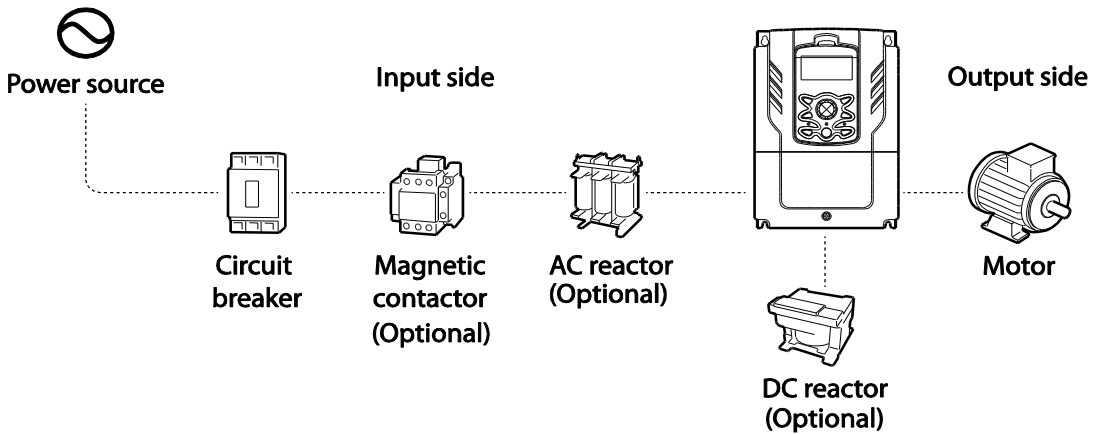 Power source
Input side
Output side
Circuit
breaker
Magnetic
contactor
(Optional)
AC reactor
(Optional)
Motor
DC reactor
(Optional)